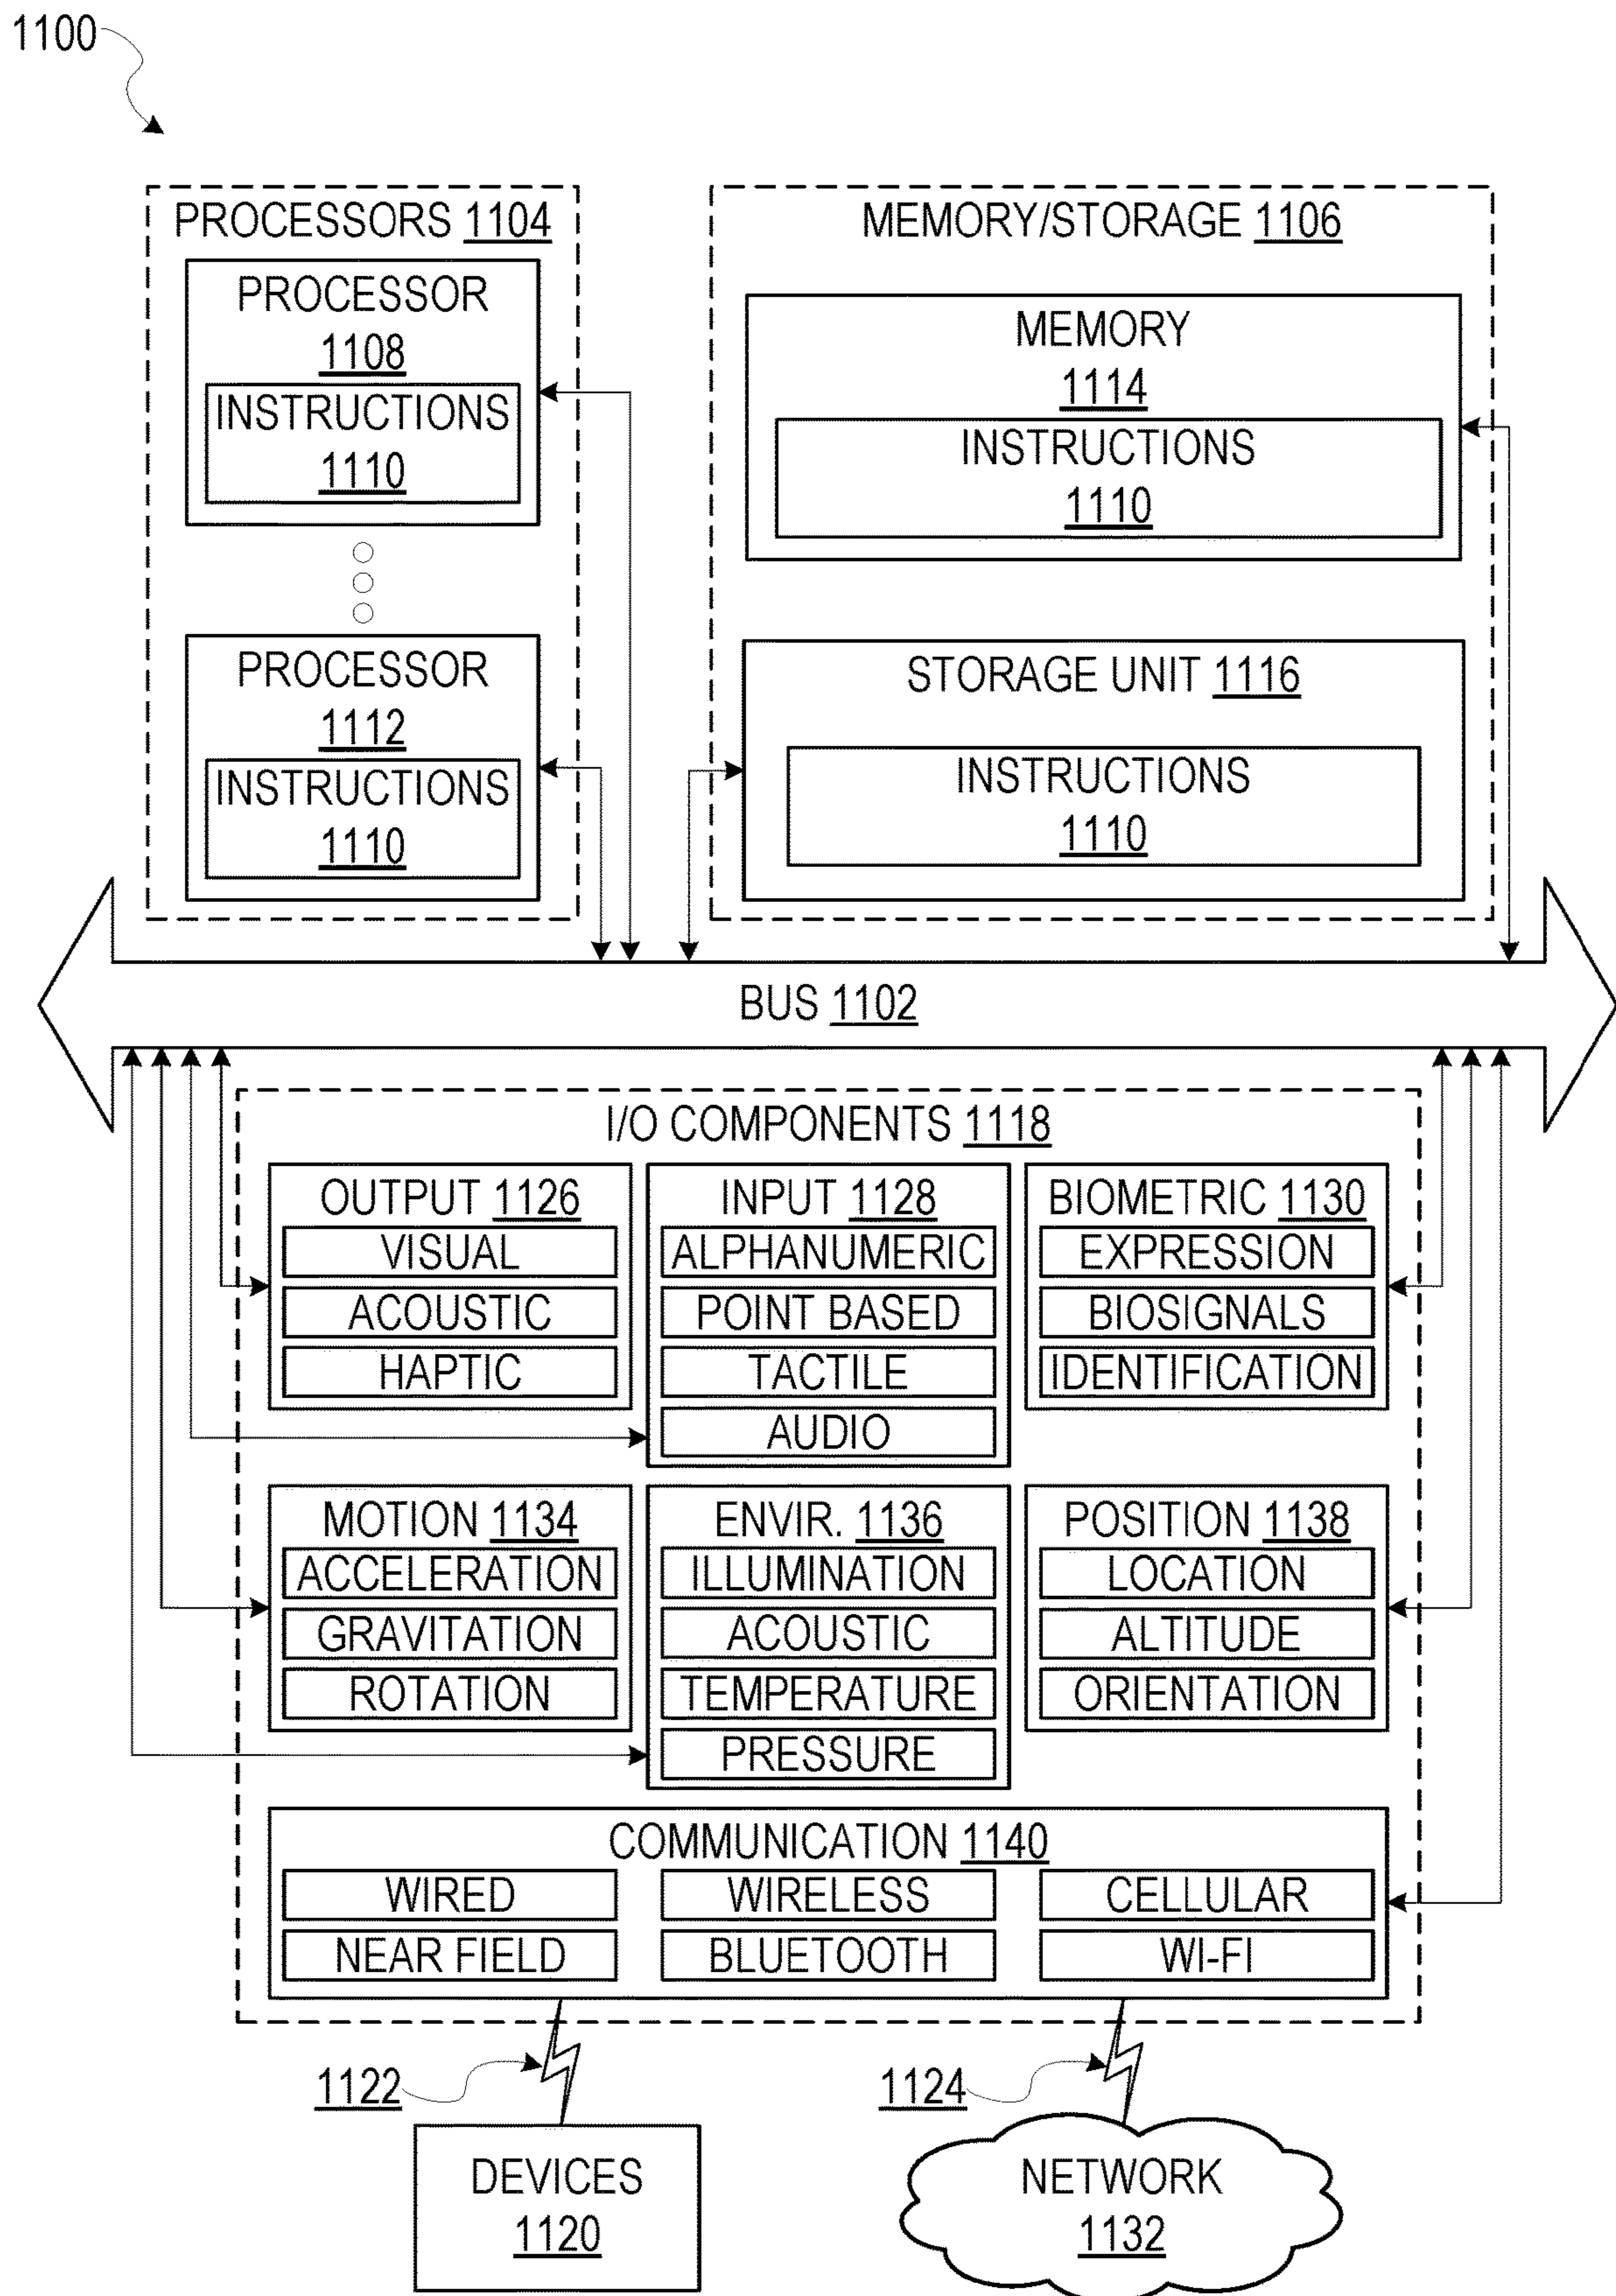 1100
PROCESSORS 1104
PROCESSOR
1108
INSTRUCTIONS
1110
PROCESSOR
1112
INSTRUCTIONS
1110
MEMORY/STORAGE 1106
MEMORY
1114
INSTRUCTIONS
1110
STORAGE UNIT 1116
INSTRUCTIONS
1110
BUS 1102
I/O COMPONENTS 1118
OUTPUT 1126
VISUAL
ACOUSTIC
HAPTIC
INPUT 1128
ALPHANUMERIC
POINT BASED
TACTILE
AUDIO
BIOMETRIC 1130
EXPRESSION
BIOSIGNALS
IDENTIFICATION
MOTION 1134
ACCELERATION
GRAVITATION
ROTATION
ENVIR. 1136
ILLUMINATION
ACOUSTIC
TEMPERATURE
PRESSURE
POSITION 1138
LOCATION
ALTITUDE
ORIENTATION
COMMUNICATION 1140
WIRED
WIRELESS
CELLULAR
NEAR FIELD
BLUETOOTH
WI-FI
1122
1124
DEVICES
1120
NETWORK
1132